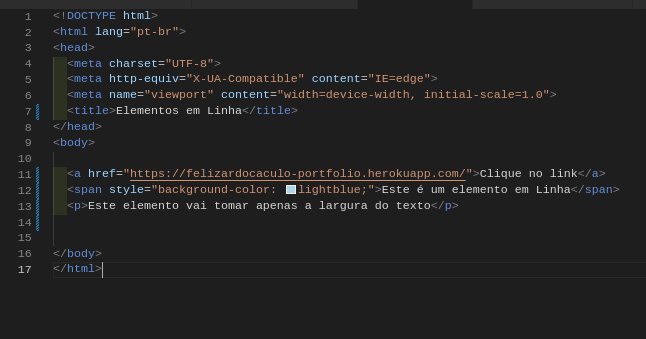 1 <!DOCTYPE html>
2 <html lang="pt-br">
3 <head>
4 <meta charset="UTF-8">
5 <meta http-equiv="X-UA-Compatible" content="IE=edge">
6 <meta name="viewport" content="width=device-width, initial-scale=1.0">
7 <title>Elementos em Linha</title>
8 </head>
9 <body>
10
11 <a href="https://felizardocaculo-portfolio.herokuapp.com/">Clique no link</a>
12 <span style="background-color: lightblue;">Este é um elemento em Linha</span>
13 <p>Este elemento vai tomar apenas a largura do texto</p>
14
15
16 </body>
17 </html>